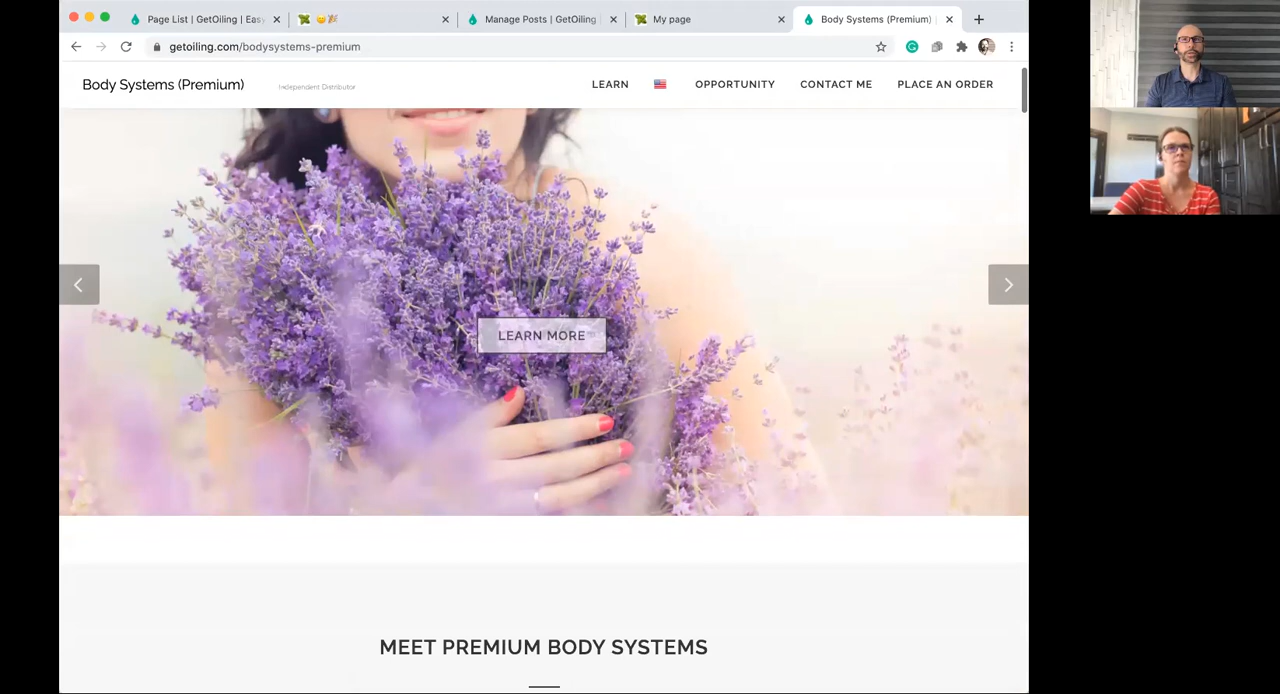 Page List | GetOiling | Easy
Manage Posts | GetOiling
My page
Body Systems (Premium) |
getoiling.com/bodysystems-premium
Body Systems (Premium)
Independent Distributor
LEARN
OPPORTUNITY
CONTACT ME
PLACE AN ORDER
LEARN MORE
MEET PREMIUM BODY SYSTEMS